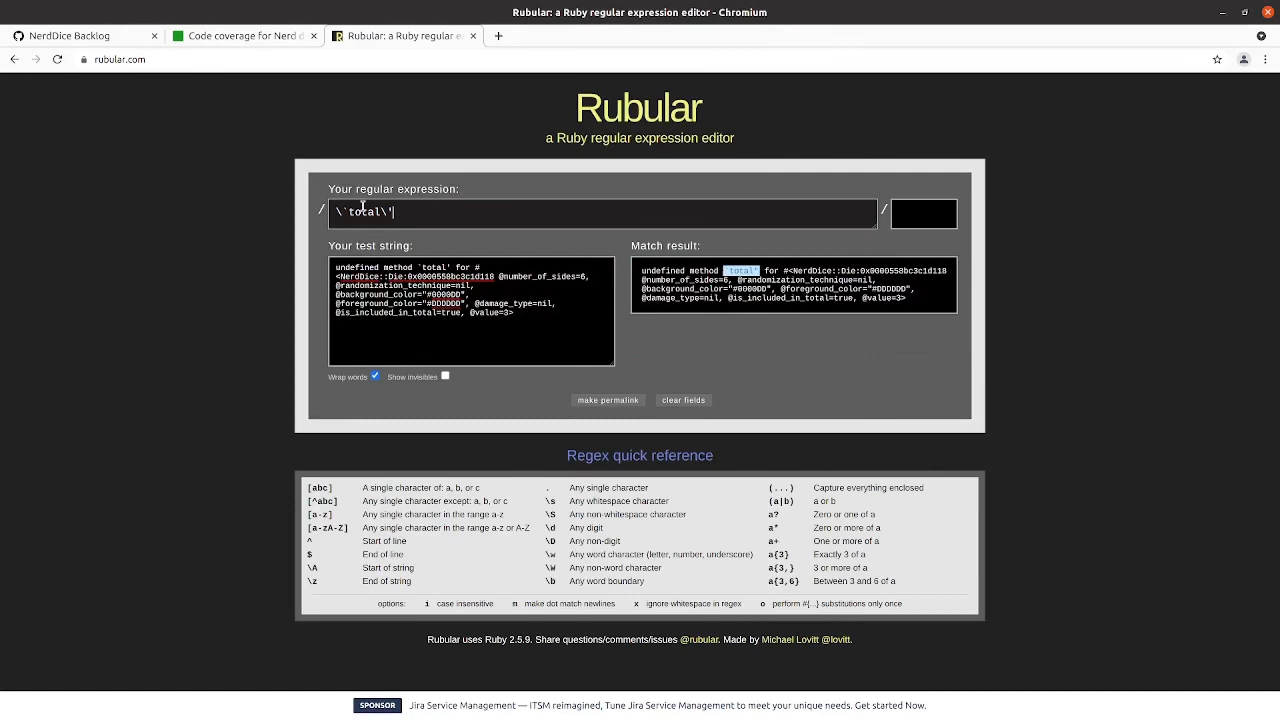 Rubular: a Ruby regular expression editor - Chromium
NerdDice Backlog
Code coverage for Nerd d
Rubular: a Ruby regular e
rubular.com
Rubular
a Ruby regular expression editor
Your regular expression:
/ \`total\' /
Your test string:
undefined method `total' for #
<NerdDice::Die:0x0000558bc3c1d118 @number_of_sides=6,
@randomization_technique=nil,
@background_color="#0000DD",
@foreground_color="#DDDDDD", @damage_type=nil,
@is_included_in_total=true, @value=3>
Match result:
undefined method `total' for #<NerdDice::Die:0x0000558bc3c1d118
@number_of_sides=6, @randomization_technique=nil,
@background_color="#0000DD", @foreground_color="#DDDDDD",
@damage_type=nil, @is_included_in_total=true, @value=3>
Wrap words Show invisibles
make permalink clear fields
Regex quick reference
[abc] A single character of: a, b, or c . Any single character (...) Capture everything enclosed
[^abc] Any single character except: a, b, or c \s Any whitespace character (a|b) a or b
[a-z] Any single character in the range a-z \S Any non-whitespace character a? Zero or one of a
[a-zA-Z] Any single character in the range a-z or A-Z \d Any digit a* Zero or more of a
^ Start of line \D Any non-digit a+ One or more of a
$ End of line \w Any word character (letter, number, underscore) a{3} Exactly 3 of a
\A Start of string \W Any non-word character a{3,} 3 or more of a
\z End of string \b Any word boundary a{3,6} Between 3 and 6 of a
options: i case insensitive m make dot match newlines x ignore whitespace in regex o perform #{...} substitutions only once
Rubular uses Ruby 2.5.9. Share questions/comments/issues @rubular. Made by Michael Lovitt @lovitt.
SPONSOR Jira Service Management — ITSM reimagined, Tune Jira Service Management to meet your unique needs. Get started Now.